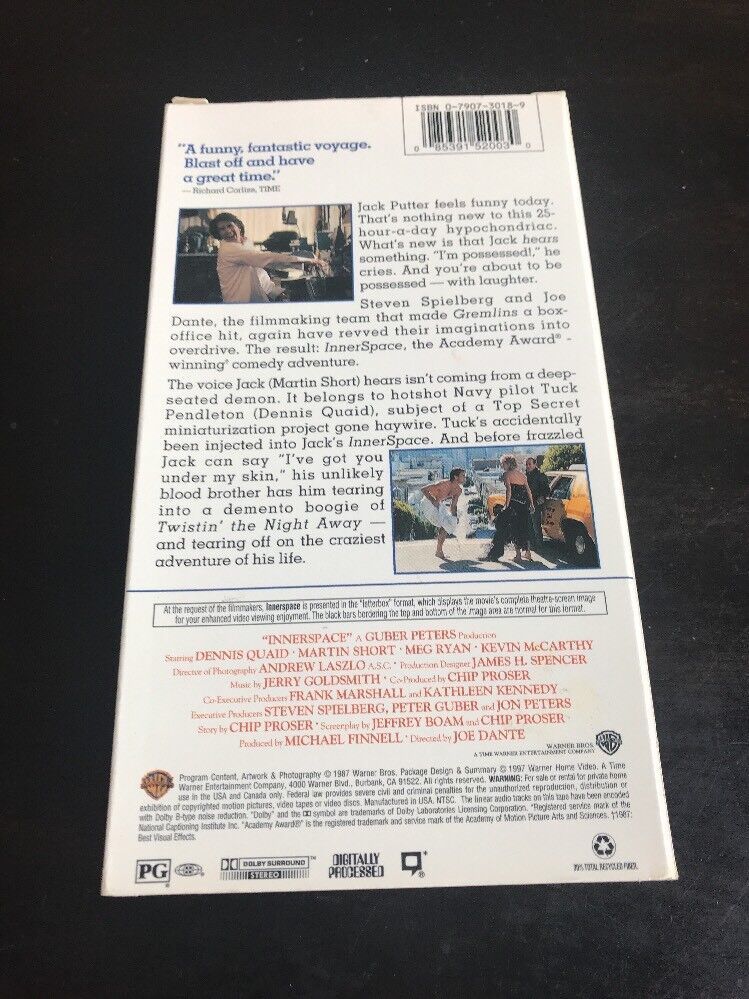 ISBN 0-7907-3018-9
0 85391 52003 0
"A funny, fantastic voyage.
Blast off and have
a great time."
— Richard Corliss, TIME
Jack Putter feels funny today.
That's nothing new to this 25-
hour-a-day hypochondriac.
What's new is that Jack hears
something. "I'm possessed!," he
cries. And you're about to be
possessed — with laughter.
Steven Spielberg and Joe
Dante, the filmmaking team that made Gremlins a box-
office hit, again have revved their imaginations into
overdrive. The result: InnerSpace, the Academy Award® -
winning† comedy adventure.
The voice Jack (Martin Short) hears isn't coming from a deep-
seated demon. It belongs to hotshot Navy pilot Tuck
Pendleton (Dennis Quaid), subject of a Top Secret
miniaturization project gone haywire. Tuck's accidentally
been injected into Jack's InnerSpace. And before frazzled
Jack can say "I've got you
under my skin," his unlikely
blood brother has him tearing
into a demento boogie of
Twistin' the Night Away —
and tearing off on the craziest
adventure of his life.
At the request of the filmmakers, Innerspace is presented in the "letterbox" format, which displays the movie's complete theatre-screen image
for your enhanced video viewing enjoyment. The black bars bordering the top and bottom of the image area are normal for this format.
"INNERSPACE" A GUBER PETERS Production
Starring DENNIS QUAID · MARTIN SHORT · MEG RYAN · KEVIN McCARTHY
Director of Photography ANDREW LASZLO A.S.C. · Production Designer JAMES H. SPENCER
Music by JERRY GOLDSMITH · Co-Produced by CHIP PROSER
Co-Executive Producers FRANK MARSHALL and KATHLEEN KENNEDY
Executive Producers STEVEN SPIELBERG, PETER GUBER and JON PETERS
Story by CHIP PROSER · Screenplay by JEFFREY BOAM and CHIP PROSER
Produced by MICHAEL FINNELL · Directed by JOE DANTE
WARNER BROS.
A TIME WARNER ENTERTAINMENT COMPANY
Program Content, Artwork & Photography © 1987 Warner Bros. Package Design & Summary © 1997 Warner Home Video. A Time
Warner Entertainment Company, 4000 Warner Blvd., Burbank, CA 91522. All rights reserved. WARNING: For sale or rental for private home
use in the USA and Canada only. Federal law provides severe civil and criminal penalties for the unauthorized reproduction, distribution or
exhibition of copyrighted motion pictures, video tapes or video discs. Manufactured in USA. NTSC. The linear audio tracks on this tape have been encoded
with Dolby B-type noise reduction. "Dolby" and the DD symbol are trademarks of Dolby Laboratories Licensing Corporation. *Registered service mark of the
National Captioning Institute Inc. "Academy Award®" is the registered trademark and service mark of the Academy of Motion Picture Arts and Sciences. †1987:
Best Visual Effects.
PG
DOLBY SURROUND™
STEREO
DIGITALLY
PROCESSED
20% TOTAL RECYCLED FIBER.